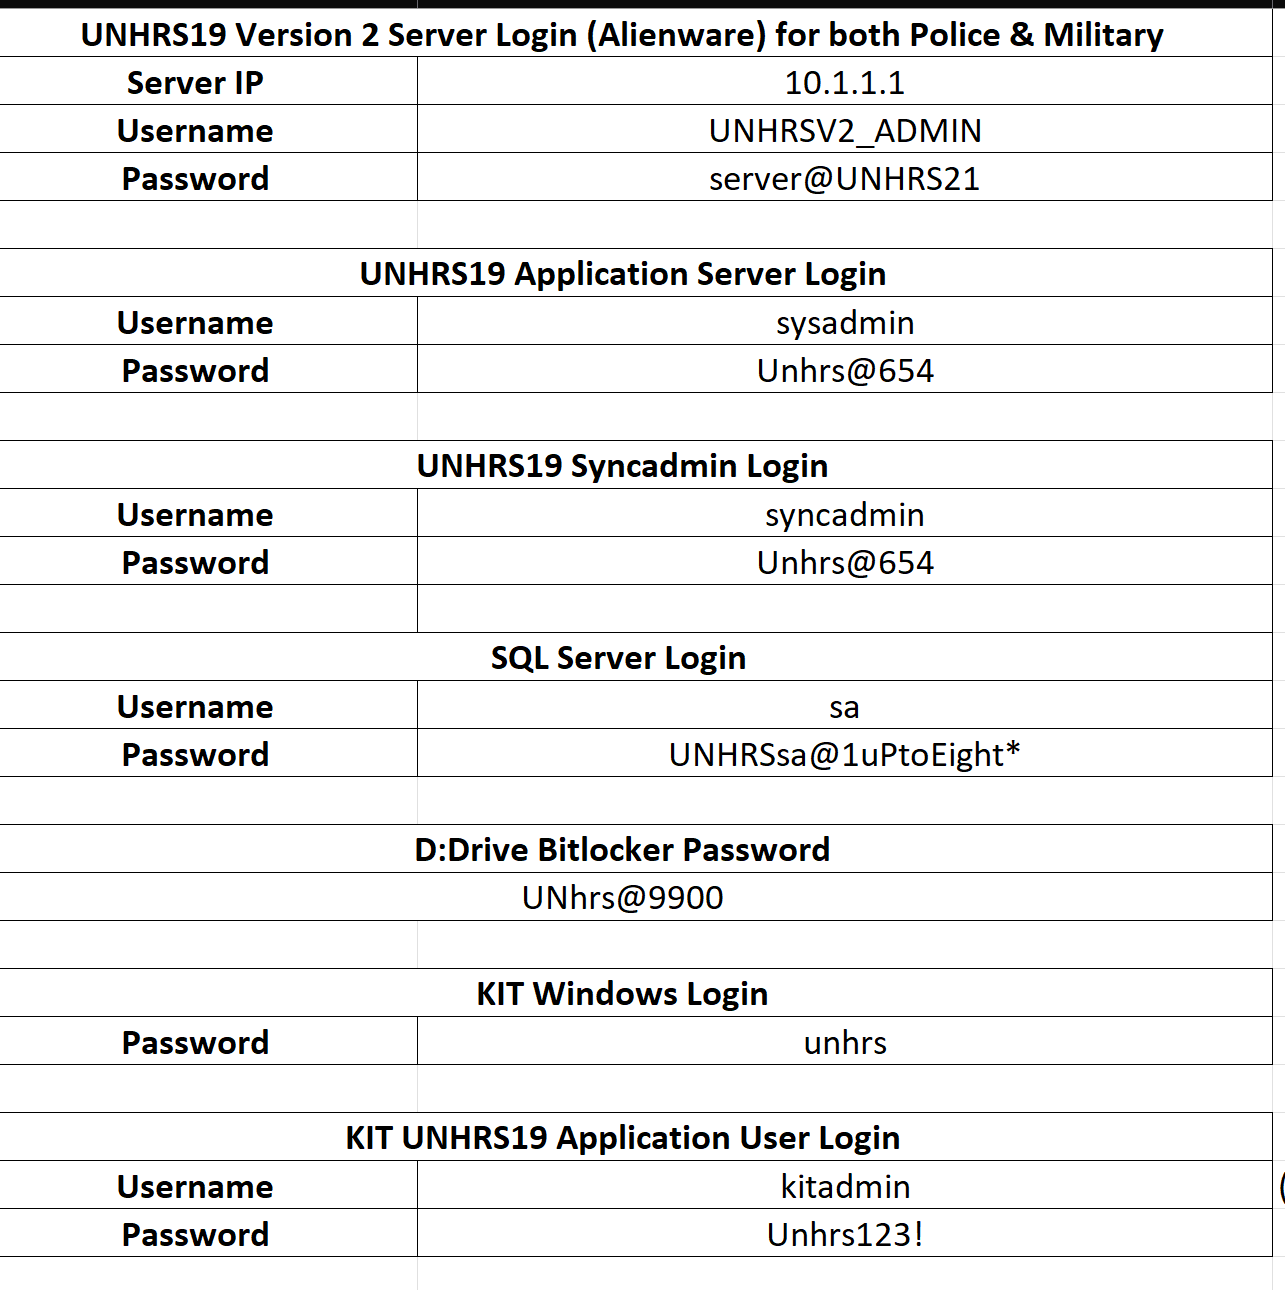 UNHRS19 Version 2 Server Login (Alienware) for both Police & Military
Server IP 10.1.1.1
Username UNHRSV2_ADMIN
Password server@UNHRS21
UNHRS19 Application Server Login
Username sysadmin
Password Unhrs@654
UNHRS19 Syncadmin Login
Username syncadmin
Password Unhrs@654
SQL Server Login
Username sa
Password UNHRSsa@1uPtoEight*
D:Drive Bitlocker Password
UNhrs@9900
KIT Windows Login
Password unhrs
KIT UNHRS19 Application User Login
Username kitadmin
Password Unhrs123!